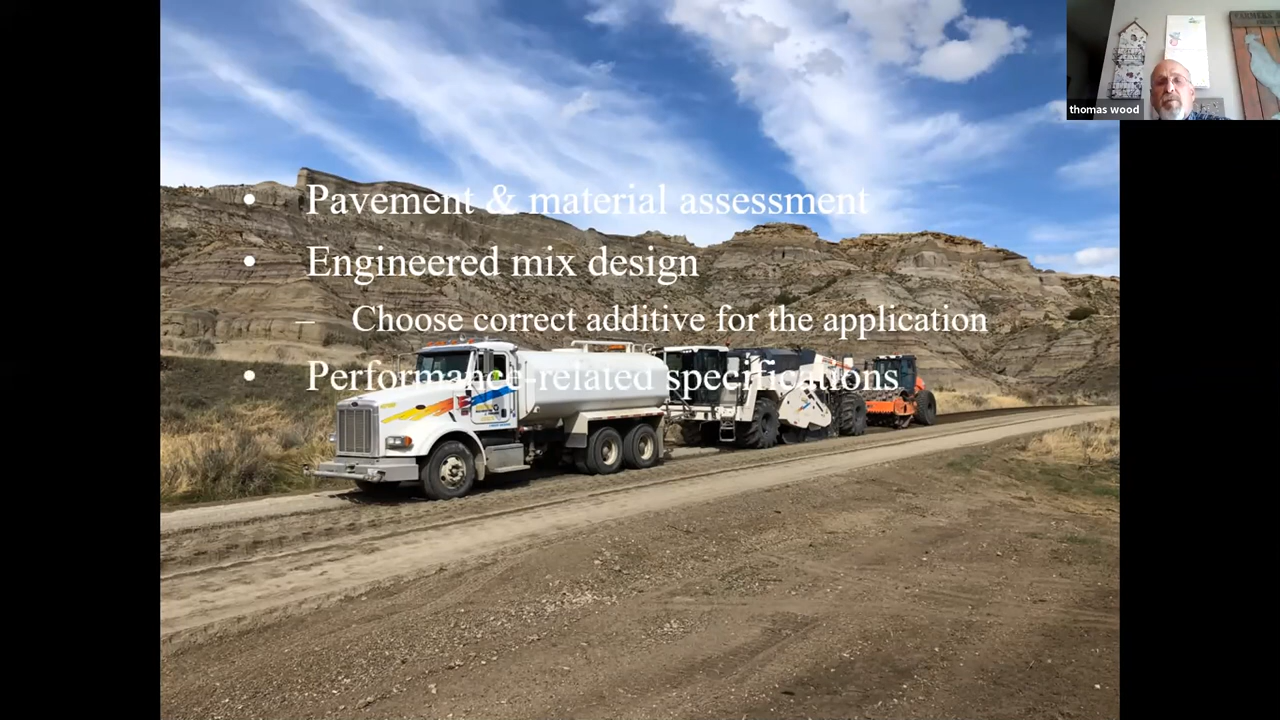 thomas wood
• Pavement & material assessment
• Engineered mix design
– Choose correct additive for the application
• Performance-related specifications